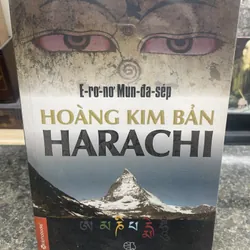 E-rơ-nơ Mun-đa-sép
HOÀNG KIM BẢN
HARACHI